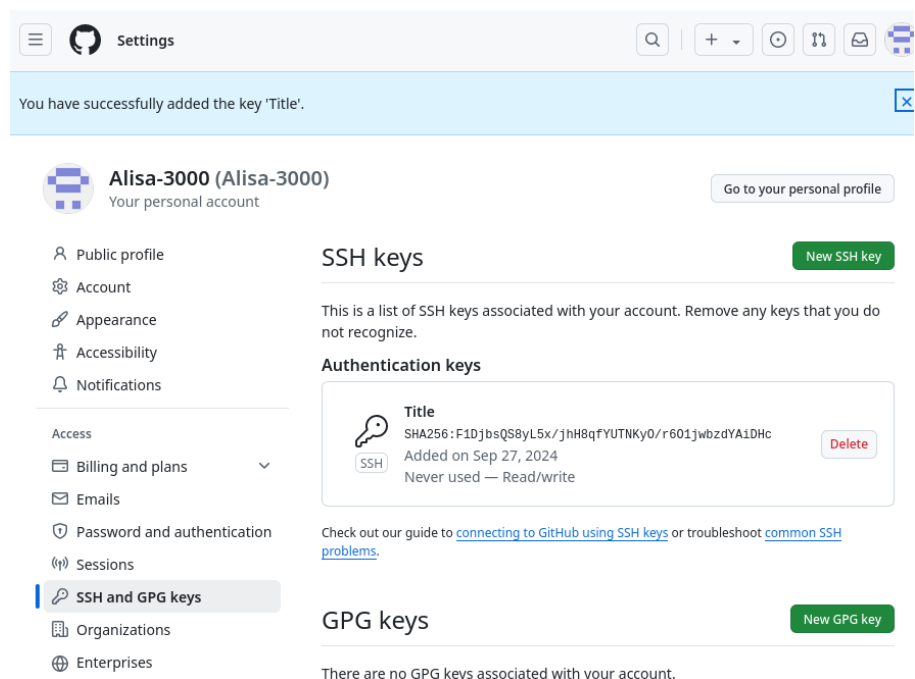 Settings
You have successfully added the key 'Title'.
Alisa-3000 (Alisa-3000)
Your personal account
Go to your personal profile
Public profile
Account
Appearance
Accessibility
Notifications
Access
Billing and plans
Emails
Password and authentication
Sessions
SSH and GPG keys
Organizations
Enterprises
SSH keys
New SSH key
This is a list of SSH keys associated with your account. Remove any keys that you do
not recognize.
Authentication keys
Title
SHA256:F1DjbsQS8yL5x/jhH8qfYUTNKyO/r6O1jwbzdYAiDHc
Added on Sep 27, 2024
Never used — Read/write
SSH
Delete
Check out our guide to connecting to GitHub using SSH keys or troubleshoot common SSH
problems.
GPG keys
New GPG key
There are no GPG keys associated with your account.